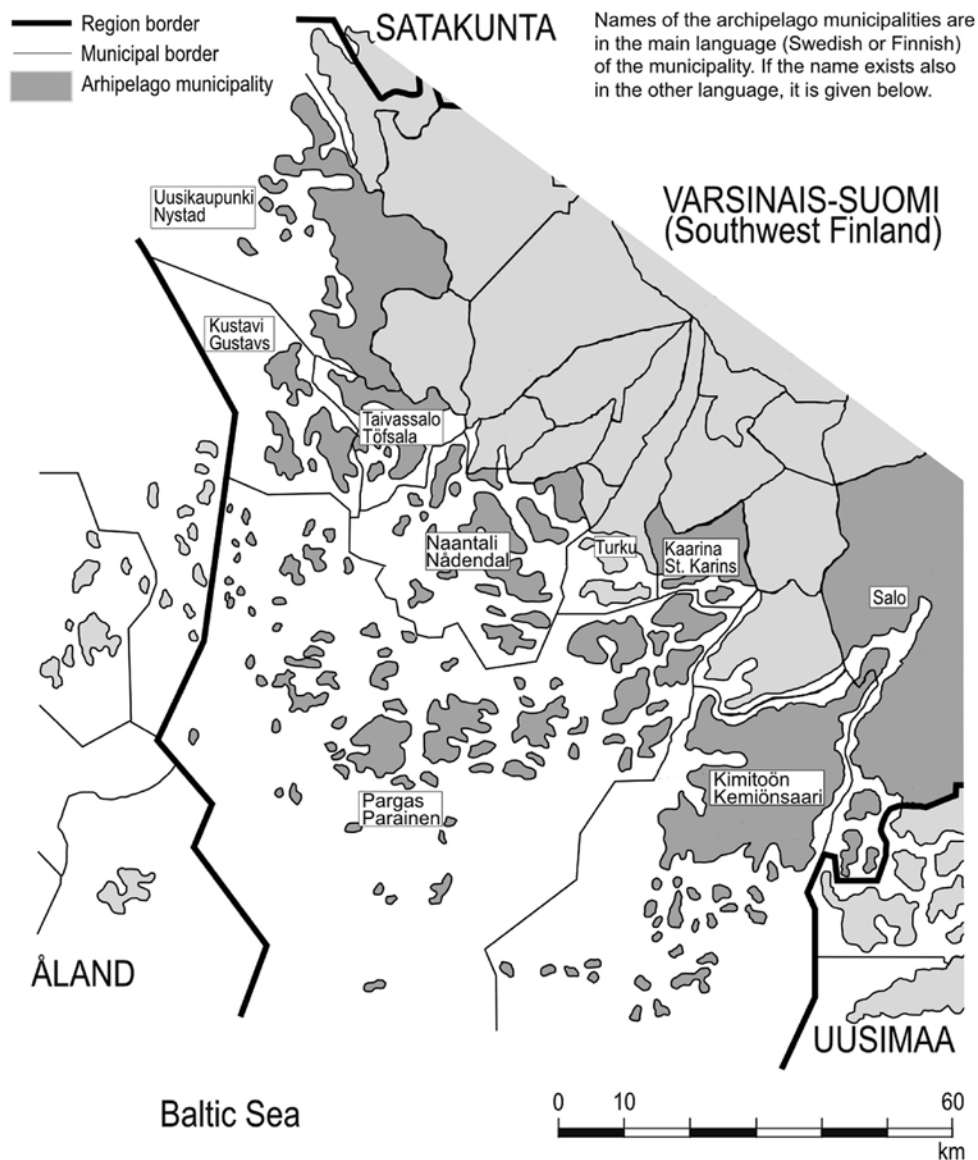 Region border
Municipal border
Arhipelago municipality
SATAKUNTA
Names of the archipelago municipalities are
in the main language (Swedish or Finnish)
of the municipality. If the name exists also
in the other language, it is given below.
Uusikaupunki
Nystad
VARSINAIS-SUOMI
(Southwest Finland)
Kustavi
Gustavs
Taivassalo
Töfsala
Naantali
Nådendal
Turku
Kaarina
St. Karins
Salo
Kimitoön
Kemiönsaari
Pargas
Parainen
ÅLAND
UUSIMAA
Baltic Sea
0 10 60
km